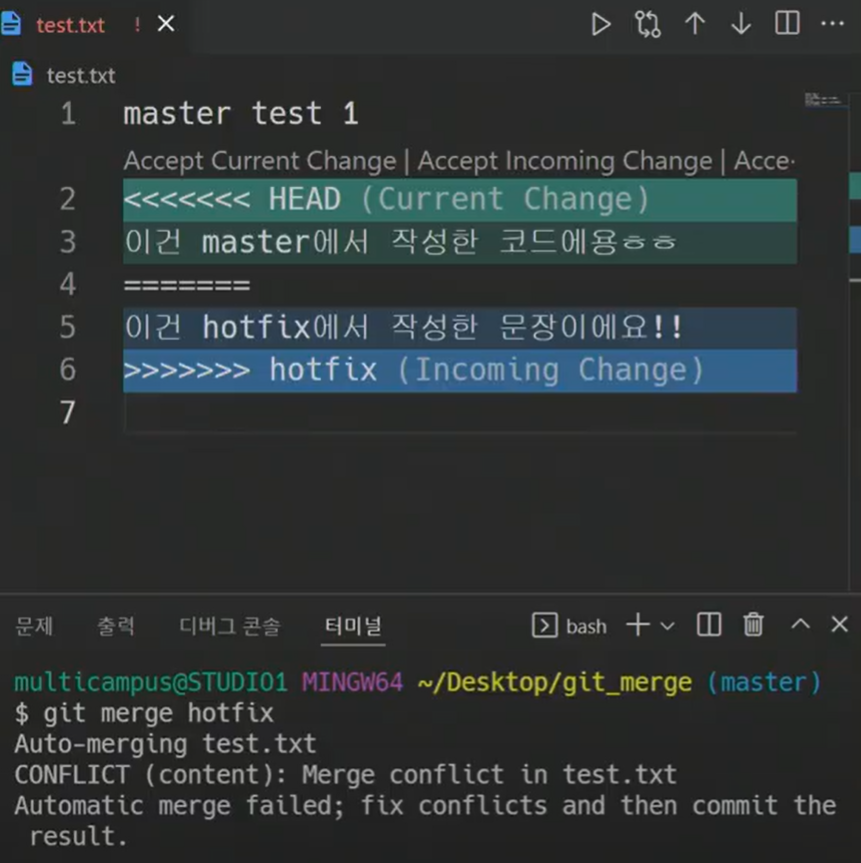 test.txt ! ×
test.txt
1 master test 1
Accept Current Change | Accept Incoming Change | Acce
2 <<<<<<< HEAD (Current Change)
3 이건 master에서 작성한 코드에용ㅎㅎ
4 =======
5 이건 hotfix에서 작성한 문장이에요!!
6 >>>>>>> hotfix (Incoming Change)
7
문제 출력 디버그 콘솔 터미널 bash
multicampus@STUDIO1 MINGW64 ~/Desktop/git_merge (master)
$ git merge hotfix
Auto-merging test.txt
CONFLICT (content): Merge conflict in test.txt
Automatic merge failed; fix conflicts and then commit the
result.